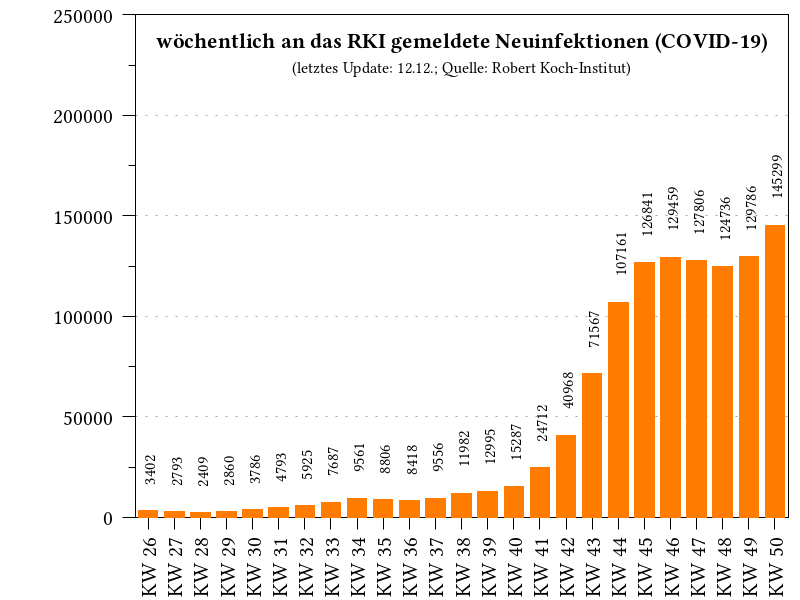 wöchentlich an das RKI gemeldete Neuinfektionen (COVID-19)
(letztes Update: 12.12.; Quelle: Robert Koch-Institut)
250000
200000
150000
100000
50000
0
3402
2793
2409
2860
3786
4793
5925
7687
9561
8806
8418
9556
11982
12995
15287
24712
40968
71567
107161
126841
129459
127806
124736
129786
145299
KW 26
KW 27
KW 28
KW 29
KW 30
KW 31
KW 32
KW 33
KW 34
KW 35
KW 36
KW 37
KW 38
KW 39
KW 40
KW 41
KW 42
KW 43
KW 44
KW 45
KW 46
KW 47
KW 48
KW 49
KW 50